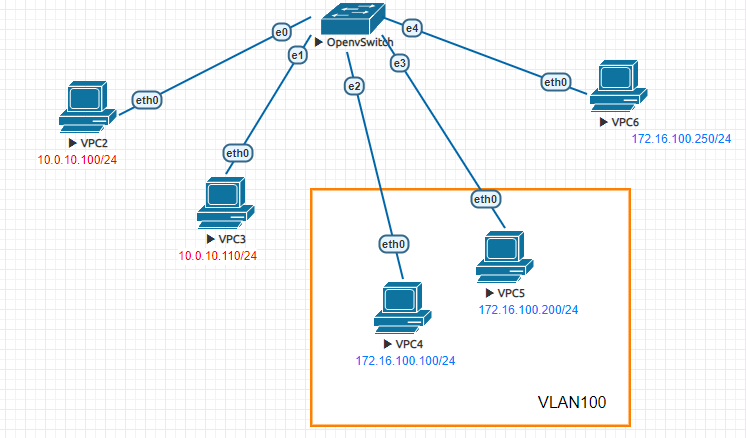 e0
e4
OpenvSwitch
e1
e3
e2
eth0
eth0
VPC6
172.16.100.250/24
VPC2
10.0.10.100/24
eth0
VPC3
10.0.10.110/24
eth0
eth0
VPC5
172.16.100.200/24
VPC4
172.16.100.100/24
VLAN100